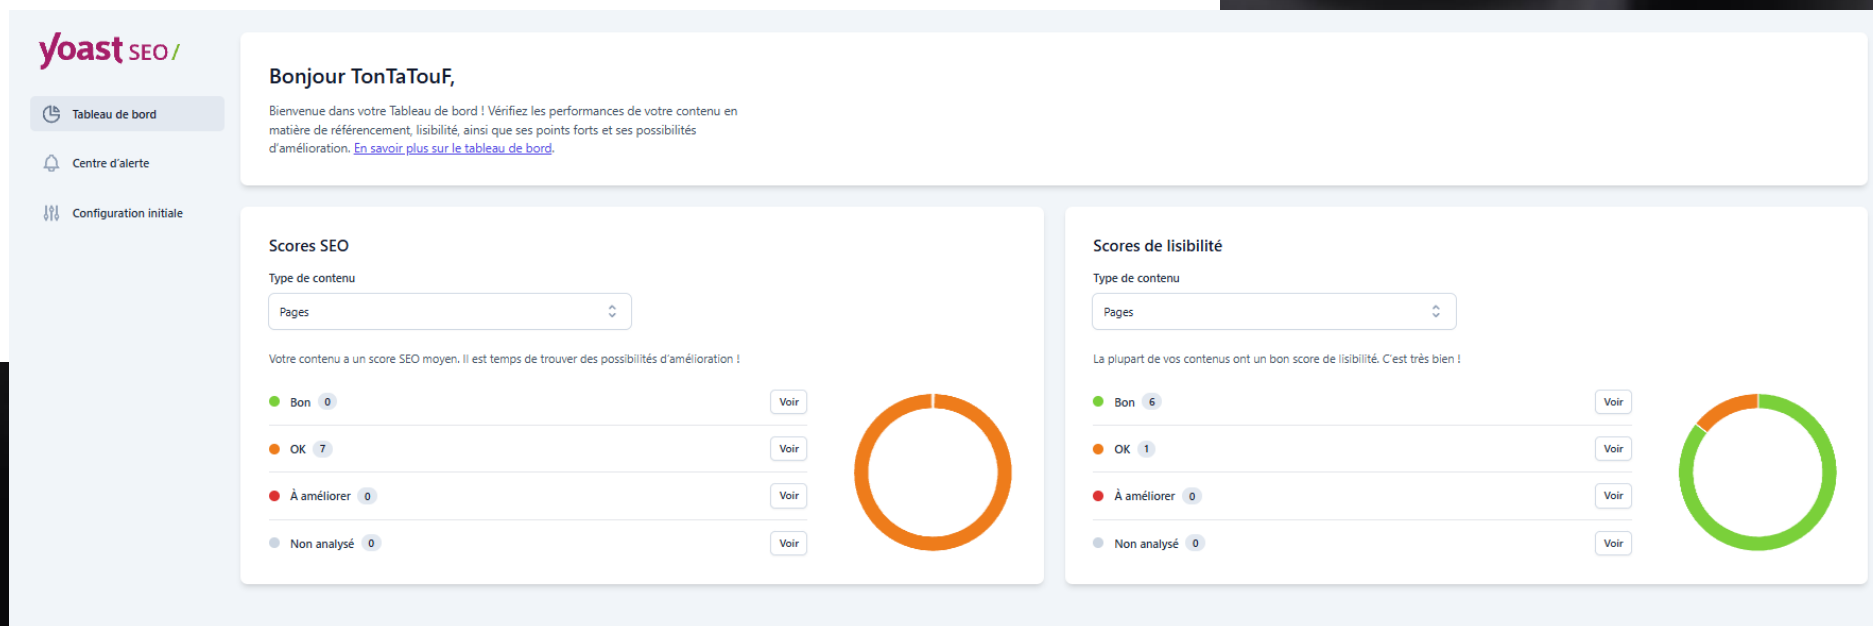 yoast SEO/
Tableau de bord
Centre d'alerte
Configuration initiale
Bonjour TonTaTouF,
Bienvenue dans votre Tableau de bord ! Vérifiez les performances de votre contenu en
matière de référencement, lisibilité, ainsi que ses points forts et ses possibilités
d'amélioration. En savoir plus sur le tableau de bord.
Scores SEO
Type de contenu
Pages
Votre contenu a un score SEO moyen. Il est temps de trouver des possibilités d'amélioration !
Bon 0 Voir
OK 7 Voir
À améliorer 0 Voir
Non analysé 0 Voir
Scores de lisibilité
Type de contenu
Pages
La plupart de vos contenus ont un bon score de lisibilité. C'est très bien !
Bon 6 Voir
OK 1 Voir
À améliorer 0 Voir
Non analysé 0 Voir